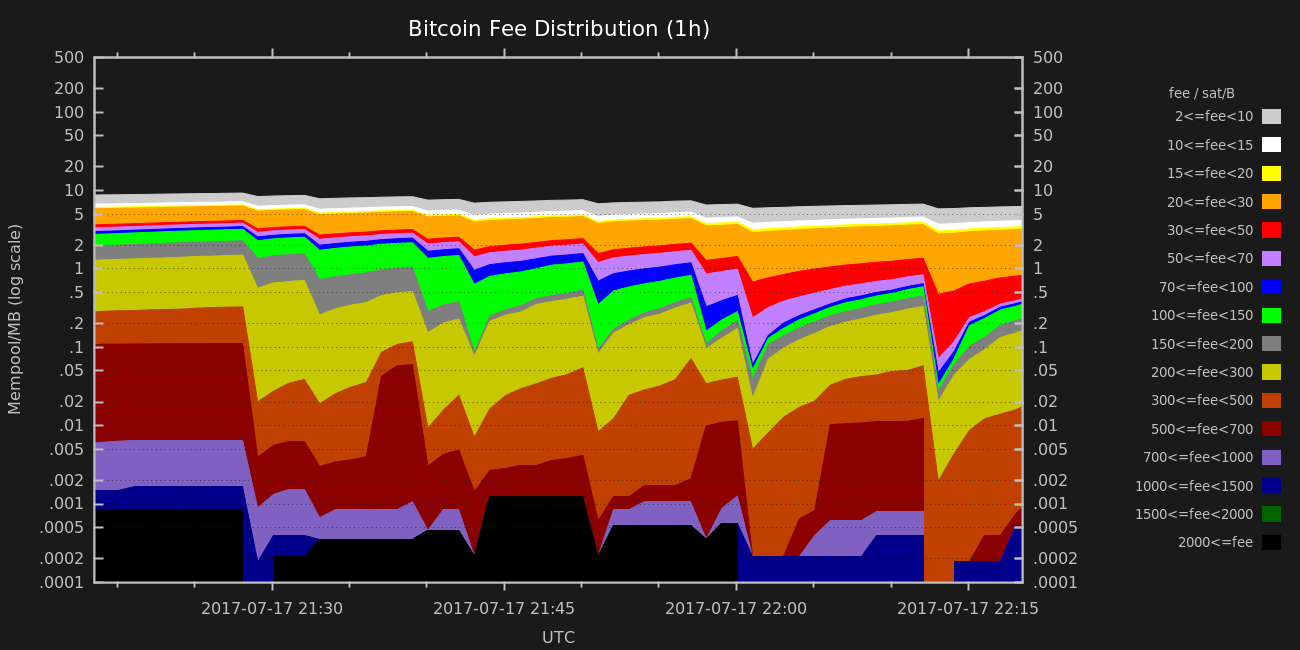 Bitcoin Fee Distribution (1h)
Mempool/MB (log scale)
500
200
100
50
20
10
5
2
1
.5
.2
.1
.05
.02
.01
.005
.002
.001
.0005
.0002
.0001
500
200
100
50
20
10
5
2
1
.5
.2
.1
.05
.02
.01
.005
.002
.001
.0005
.0002
.0001
2017-07-17 21:30 2017-07-17 21:45 2017-07-17 22:00 2017-07-17 22:15
UTC
fee / sat/B
2<=fee<10
10<=fee<15
15<=fee<20
20<=fee<30
30<=fee<50
50<=fee<70
70<=fee<100
100<=fee<150
150<=fee<200
200<=fee<300
300<=fee<500
500<=fee<700
700<=fee<1000
1000<=fee<1500
1500<=fee<2000
2000<=fee